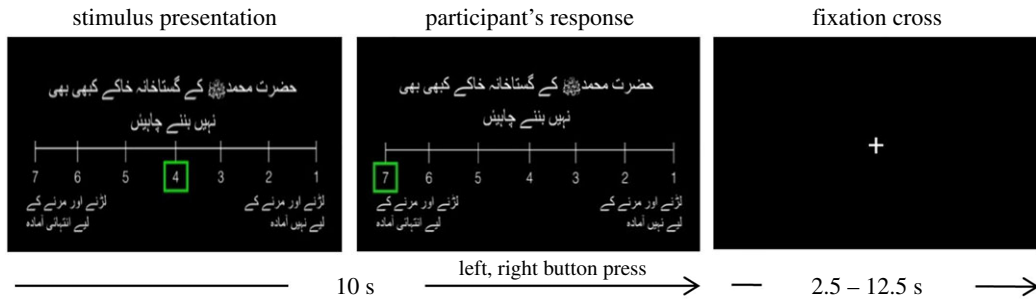 stimulus presentation
participant's response
fixation cross
حضرت محمدﷺ کے گستاخانہ خاکے کبھی بھی
نہیں بننے چاہیئں
7 6 5 4 3 2 1
لڑنے اور مرنے کے
لیے انتہائی آمادہ
لڑنے اور مرنے کے
لیے نہیں آمادہ
حضرت محمدﷺ کے گستاخانہ خاکے کبھی بھی
نہیں بننے چاہیئں
7 6 5 4 3 2 1
لڑنے اور مرنے کے
لیے انتہائی آمادہ
لڑنے اور مرنے کے
لیے نہیں آمادہ
+
10 s
left, right button press
2.5 – 12.5 s